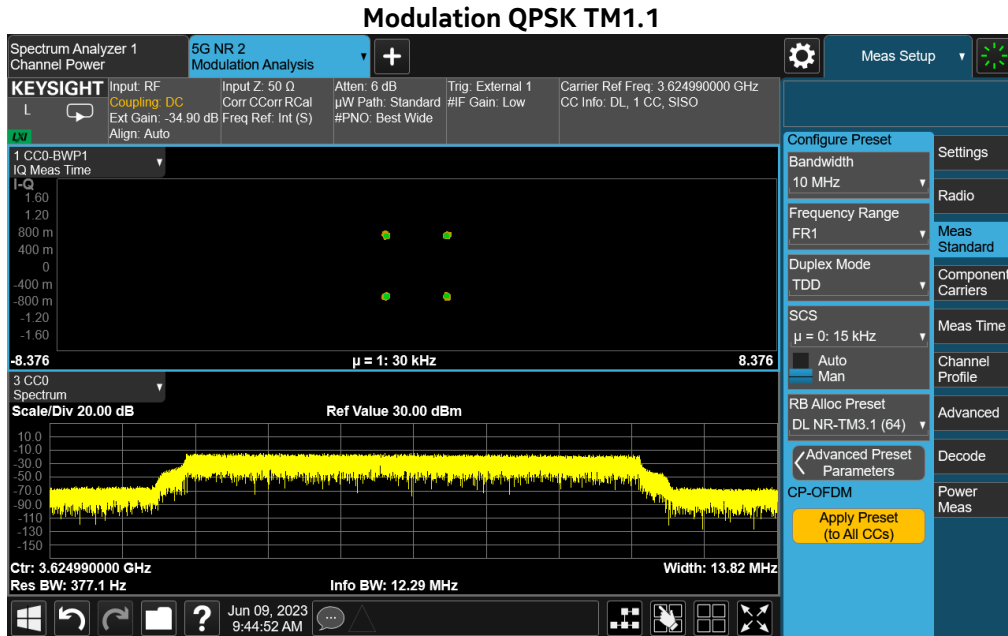 Modulation QPSK TM1.1
Spectrum Analyzer 1
Channel Power
5G NR 2
Modulation Analysis
Meas Setup
KEYSIGHT
L
LXI
Input: RF
Coupling: DC
Ext Gain: -34.90 dB
Align: Auto
Input Z: 50 Ω
Corr CCorr RCal
Freq Ref: Int (S)
Atten: 6 dB
µW Path: Standard
#PNO: Best Wide
Trig: External 1
#IF Gain: Low
Carrier Ref Freq: 3.624990000 GHz
CC Info: DL, 1 CC, SISO
1 CC0-BWP1
IQ Meas Time
I-Q
1.60
1.20
800 m
400 m
0
-400 m
-800 m
-1.20
-1.60
-8.376
µ = 1: 30 kHz
8.376
3 CC0
Spectrum
Scale/Div 20.00 dB
Ref Value 30.00 dBm
10.0
-10.0
-30.0
-50.0
-70.0
-90.0
-110
-130
-150
Ctr: 3.624990000 GHz
Width: 13.82 MHz
Res BW: 377.1 Hz
Info BW: 12.29 MHz
Jun 09, 2023
9:44:52 AM
Configure Preset
Bandwidth
10 MHz
Frequency Range
FR1
Duplex Mode
TDD
SCS
µ = 0: 15 kHz
Auto
Man
RB Alloc Preset
DL NR-TM3.1 (64)
Advanced Preset
Parameters
CP-OFDM
Apply Preset
(to All CCs)
Settings
Radio
Meas
Standard
Component
Carriers
Meas Time
Channel
Profile
Advanced
Decode
Power
Meas